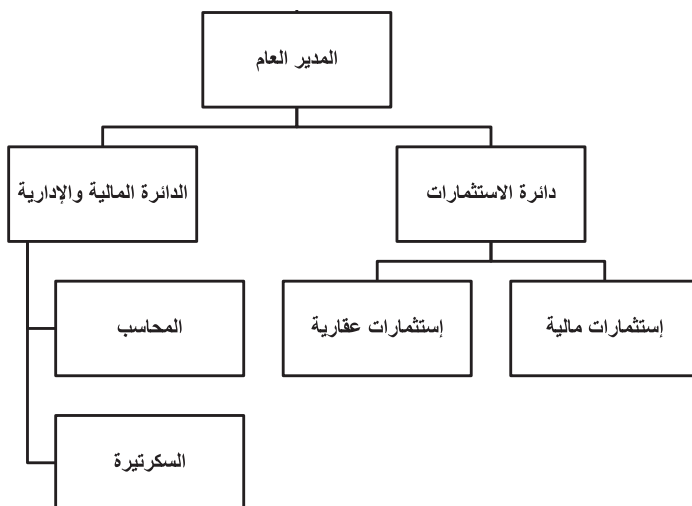 المدير العام
دائرة الاستثمارات
الدائرة المالية والإدارية
إستثمارات مالية
إستثمارات عقارية
المحاسب
السكرتيرة